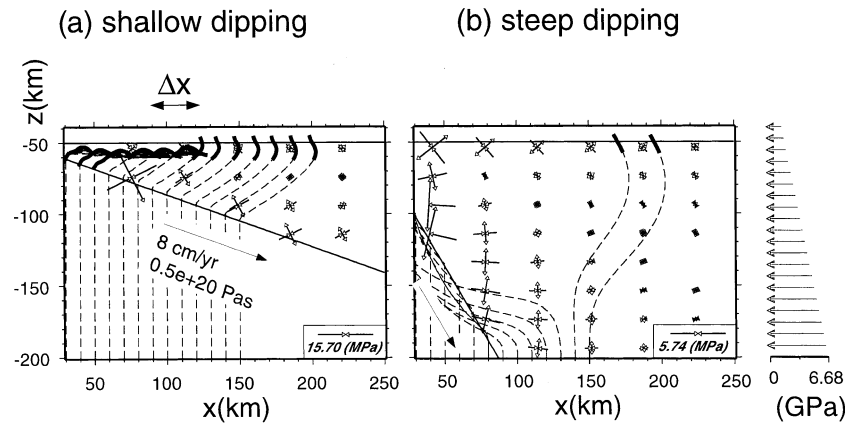 (a) shallow dipping
(b) steep dipping
Δx
z(km)
-50
-100
-150
-200
8 cm/yr
0.5e+20 Pas
15.70 (MPa)
5.74 (MPa)
50 100 150 200 250
50 100 150 200 250
0 6.68
x(km)
x(km)
(GPa)